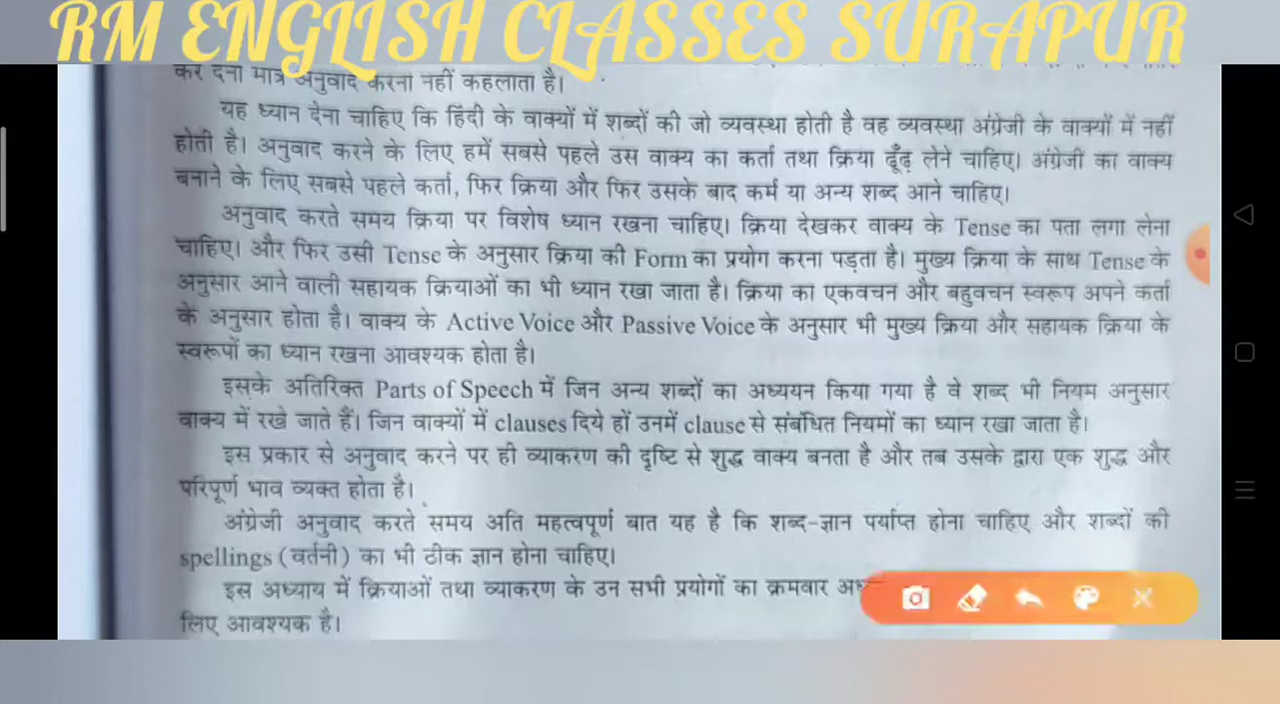 RM ENGLISH CLASSES SURAPUR
कर देना मात्र अनुवाद करना नहीं कहलाता है।
यह ध्यान देना चाहिए कि हिंदी के वाक्यों में शब्दों की जो व्यवस्था होती है वह व्यवस्था अंग्रेजी के वाक्यों में नहीं
होती है। अनुवाद करने के लिए हमें सबसे पहले उस वाक्य का कर्ता तथा क्रिया ढूँढ़ लेने चाहिए। अंग्रेजी का वाक्य
बनाने के लिए सबसे पहले कर्ता, फिर क्रिया और फिर उसके बाद कर्म या अन्य शब्द आने चाहिए।
अनुवाद करते समय क्रिया पर विशेष ध्यान रखना चाहिए। क्रिया देखकर वाक्य के Tense का पता लगा लेना
चाहिए। और फिर उसी Tense के अनुसार क्रिया की Form का प्रयोग करना पड़ता है। मुख्य क्रिया के साथ Tense के
अनुसार आने वाली सहायक क्रियाओं का भी ध्यान रखा जाता है। क्रिया का एकवचन और बहुवचन स्वरूप अपने कर्ता
के अनुसार होता है। वाक्य के Active Voice और Passive Voice के अनुसार भी मुख्य क्रिया और सहायक क्रिया के
स्वरूपों का ध्यान रखना आवश्यक होता है।
इसके अतिरिक्त Parts of Speech में जिन अन्य शब्दों का अध्ययन किया गया है वे शब्द भी नियम अनुसार
वाक्य में रखे जाते हैं। जिन वाक्यों में clauses दिये हों उनमें clause से संबंधित नियमों का ध्यान रखा जाता है।
इस प्रकार से अनुवाद करने पर ही व्याकरण की दृष्टि से शुद्ध वाक्य बनता है और तब उसके द्वारा एक शुद्ध और
परिपूर्ण भाव व्यक्त होता है।
अंग्रेजी अनुवाद करते समय अति महत्वपूर्ण बात यह है कि शब्द-ज्ञान पर्याप्त होना चाहिए और शब्दों की
spellings (वर्तनी) का भी ठीक ज्ञान होना चाहिए।
इस अध्याय में क्रियाओं तथा व्याकरण के उन सभी प्रयोगों का क्रमवार
लिए आवश्यक है।